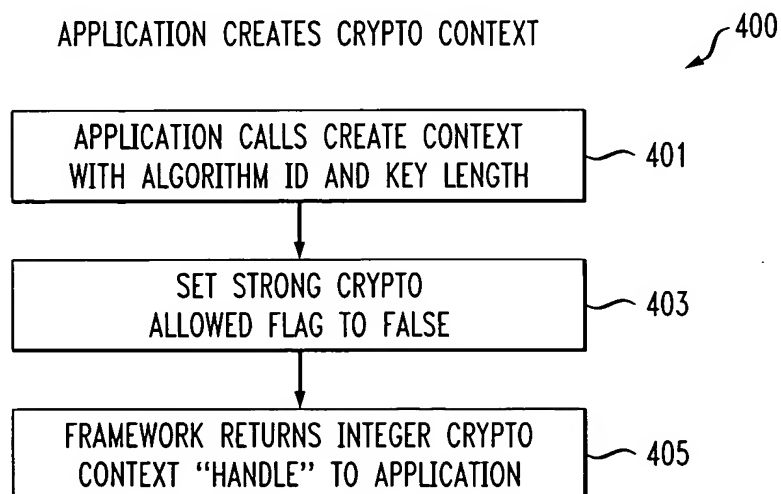 APPLICATION CREATES CRYPTO CONTEXT
400
APPLICATION CALLS CREATE CONTEXT
WITH ALGORITHM ID AND KEY LENGTH
401
SET STRONG CRYPTO
ALLOWED FLAG TO FALSE
403
FRAMEWORK RETURNS INTEGER CRYPTO
CONTEXT “HANDLE” TO APPLICATION
405